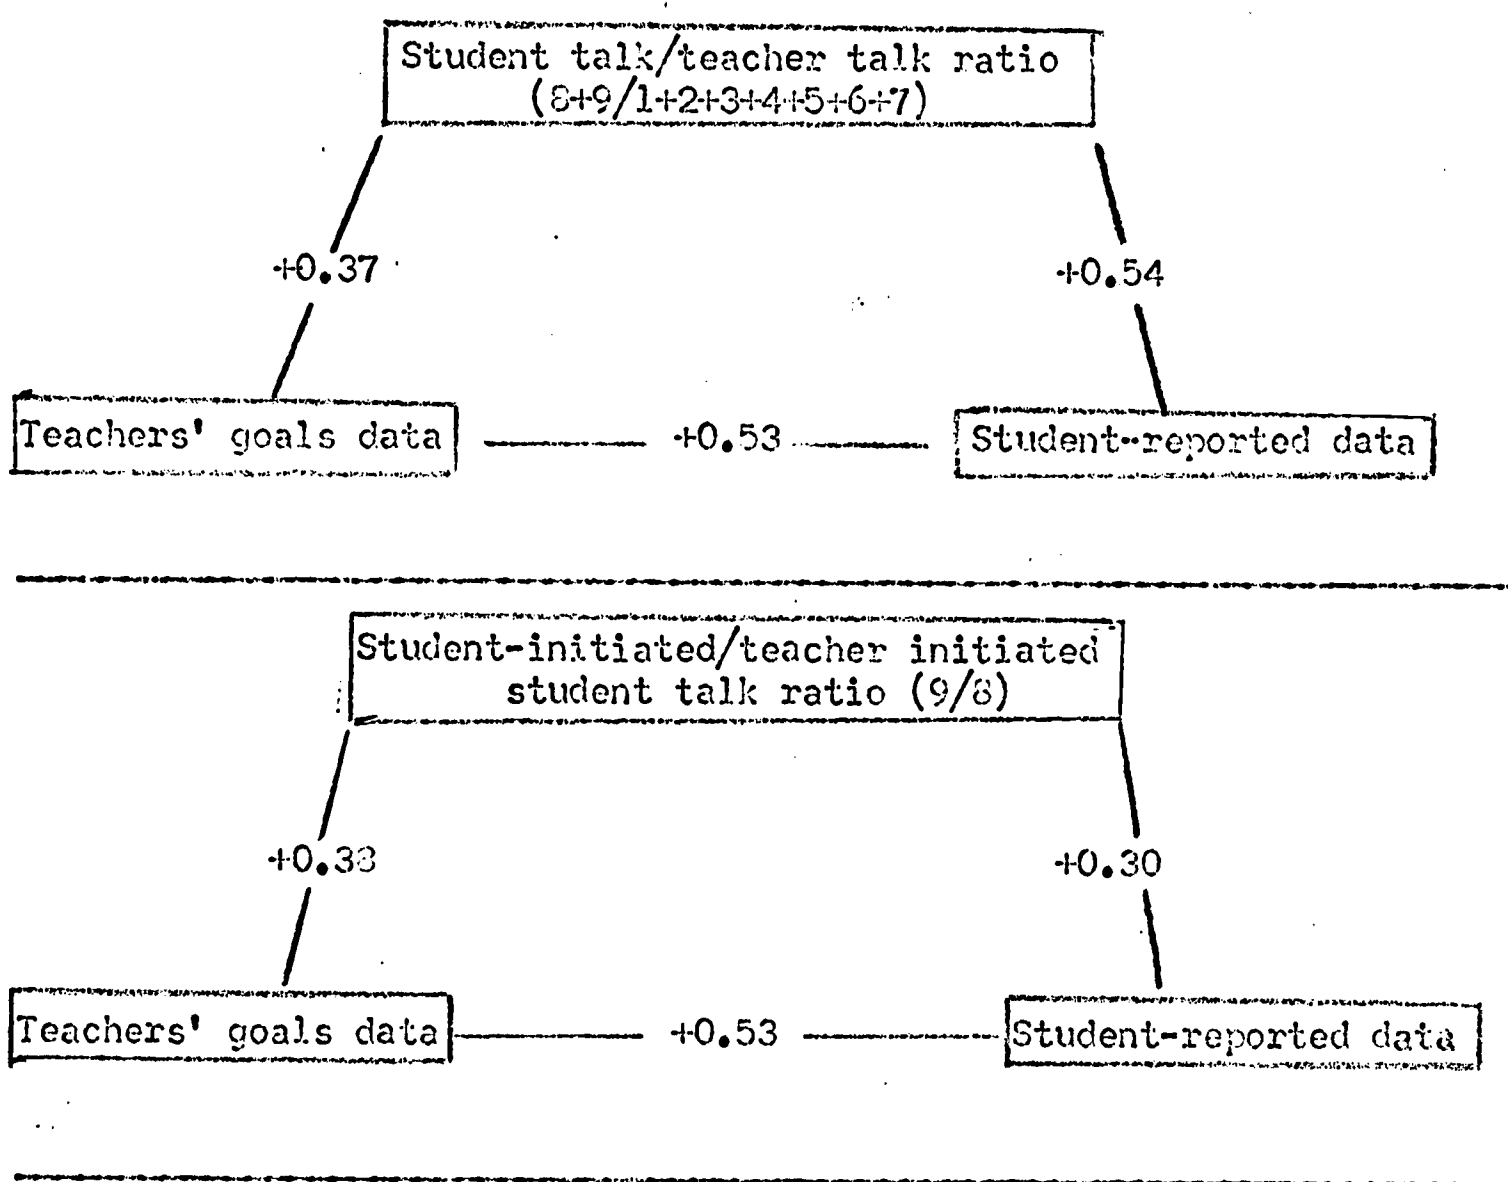 Student talk/teacher talk ratio
(8+9/1+2+3+4+5+6+7)
+0.37
+0.54
Teachers' goals data
+0.53
Student-reported data
Student-initiated/teacher initiated
student talk ratio (9/8)
+0.38
+0.30
Teachers' goals data
+0.53
Student-reported data